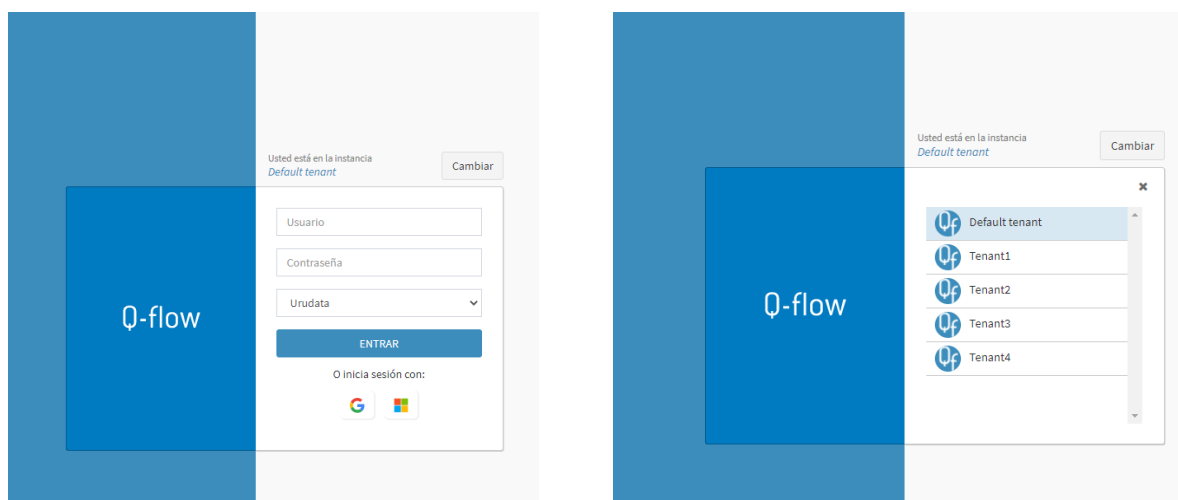 Usted está en la instancia
Default tenant
Cambiar
Usuario
Contraseña
Urudata
Q-flow
ENTRAR
O inicia sesión con:
Usted está en la instancia
Default tenant
Cambiar
Default tenant
Tenant1
Tenant2
Q-flow
Tenant3
Tenant4